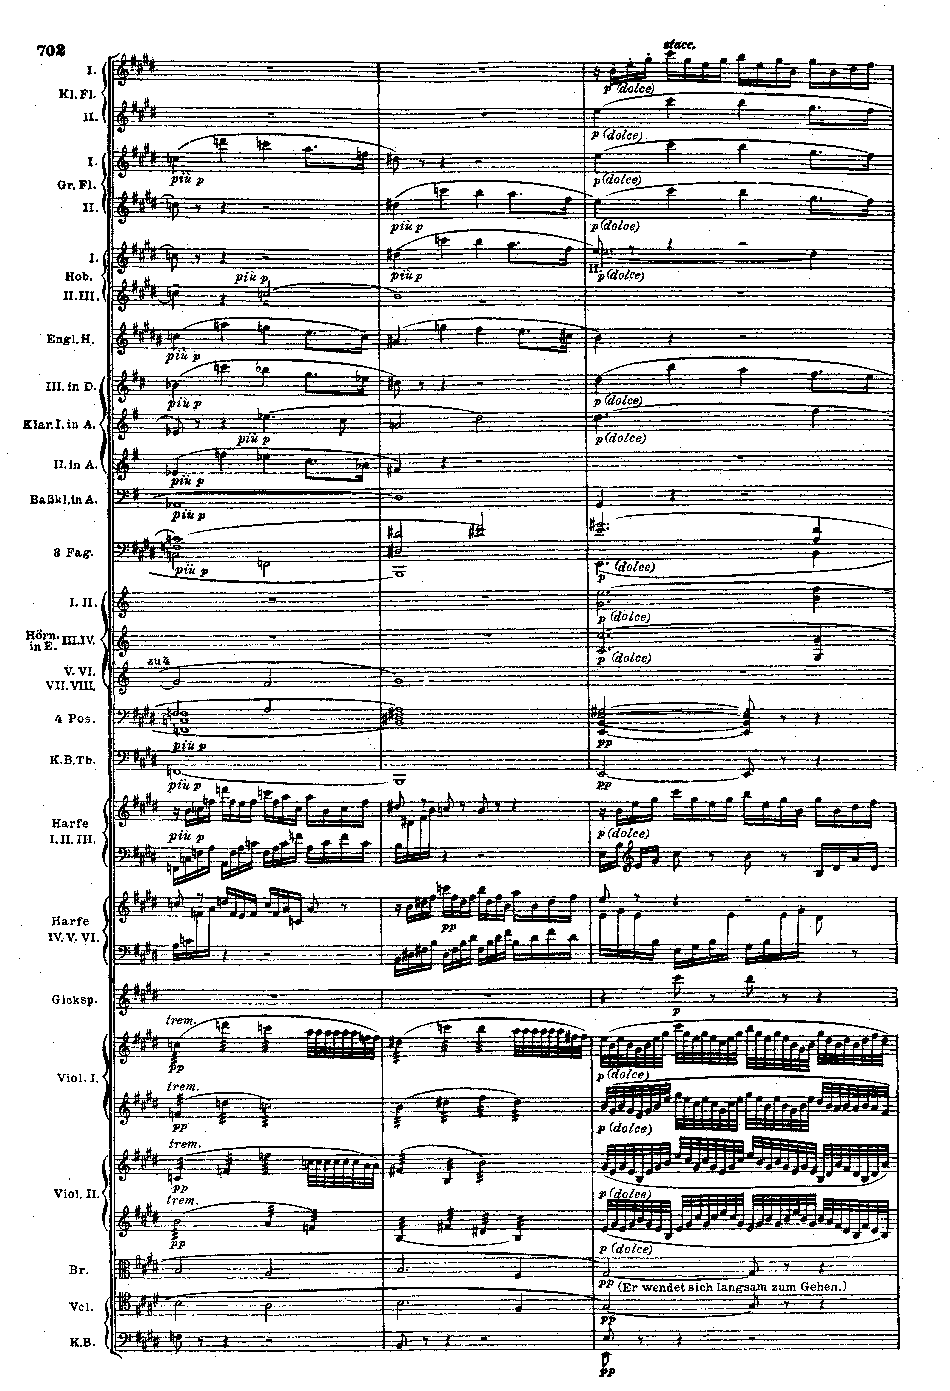 702
stacc.
I.
Kl. Fl.
p (dolce)
II.
p (dolce)
I.
più p
p (dolce)
Gr. Fl.
II.
più p
p (dolce)
I.
più p
p (dolce)
Hob.
più p
II.
II. III.
Engl. H.
più p
III. in D.
più p
p (dolce)
Klar. I. in A.
più p
p (dolce)
II. in A.
più p
Baßkl. in A.
più p
3 Fag.
più p
p (dolce)
I. II.
p (dolce)
Hörn. in E.
III. IV.
p (dolce)
zu 4
V. VI.
VII. VIII.
4 Pos.
più p
pp
K. B. Tb.
più p
pp
Harfe
I. II. III.
più p
p (dolce)
Harfe
IV. V. VI.
pp
Glcksp.
p
trem.
pp
p (dolce)
Viol. I.
trem.
pp
p (dolce)
trem.
pp
p (dolce)
Viol. II.
trem.
pp
p (dolce)
Br.
pp (Er wendet sich langsam zum Gehen.)
Vcl.
pp
K. B.
pp